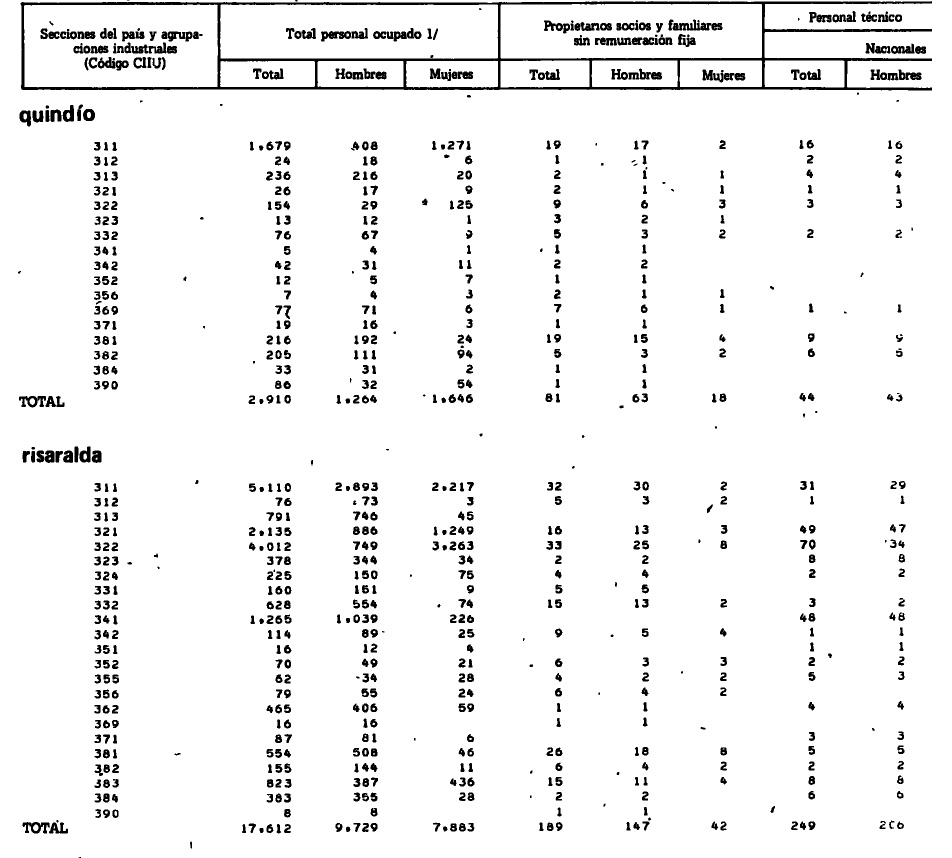 Secciones del país y agrupa-
ciones industriales
(Código CIIU)
Total personal ocupado 1/
Propietarios socios y familiares
sin remuneración fija
Personal técnico
Nacionales
Total Hombres Mujeres Total Hombres Mujeres Total Hombres
quindío
311 1.679 408 1.271 19 17 2 16 16
312 24 18 6 1 1 2 2
313 236 216 20 2 1 1 4 4
321 26 17 9 2 1 1 1 1
322 154 29 125 9 6 3 3 3
323 13 12 1 3 2 1
332 76 67 9 5 3 2 2 2
341 5 4 1 1 1
342 42 31 11 2 2
352 12 5 7 1 1
356 7 4 3 2 1 1
369 77 71 6 7 6 1 1 1
371 19 16 3 1 1
381 216 192 24 19 15 4 9 9
382 205 111 94 5 3 2 6 5
384 33 31 2 1 1
390 86 32 54 1 1
TOTAL 2.910 1.264 1.646 81 63 18 44 43
risaralda
311 5.110 2.893 2.217 32 30 2 31 29
312 76 73 3 5 3 2 1 1
313 791 746 45
321 2.135 886 1.249 16 13 3 49 47
322 4.012 749 3.263 33 25 8 70 34
323 378 344 34 2 2 8 8
324 225 150 75 4 4 2 2
331 160 151 9 5 5
332 628 554 74 15 13 2 3 2
341 1.265 1.039 226 48 48
342 114 89 25 9 5 4 1 1
351 16 12 4 1 1
352 70 49 21 6 3 3 2 2
355 62 34 28 4 2 2 5 3
356 79 55 24 6 4 2
362 465 406 59 1 1 4 4
369 16 16 1 1
371 87 81 6 3 3
381 554 508 46 26 18 8 5 5
382 155 144 11 6 4 2 2 2
383 823 387 436 15 11 4 8 8
384 383 355 28 2 2 6 6
390 8 8 1 1
TOTAL 17.612 9.729 7.883 189 147 42 249 206